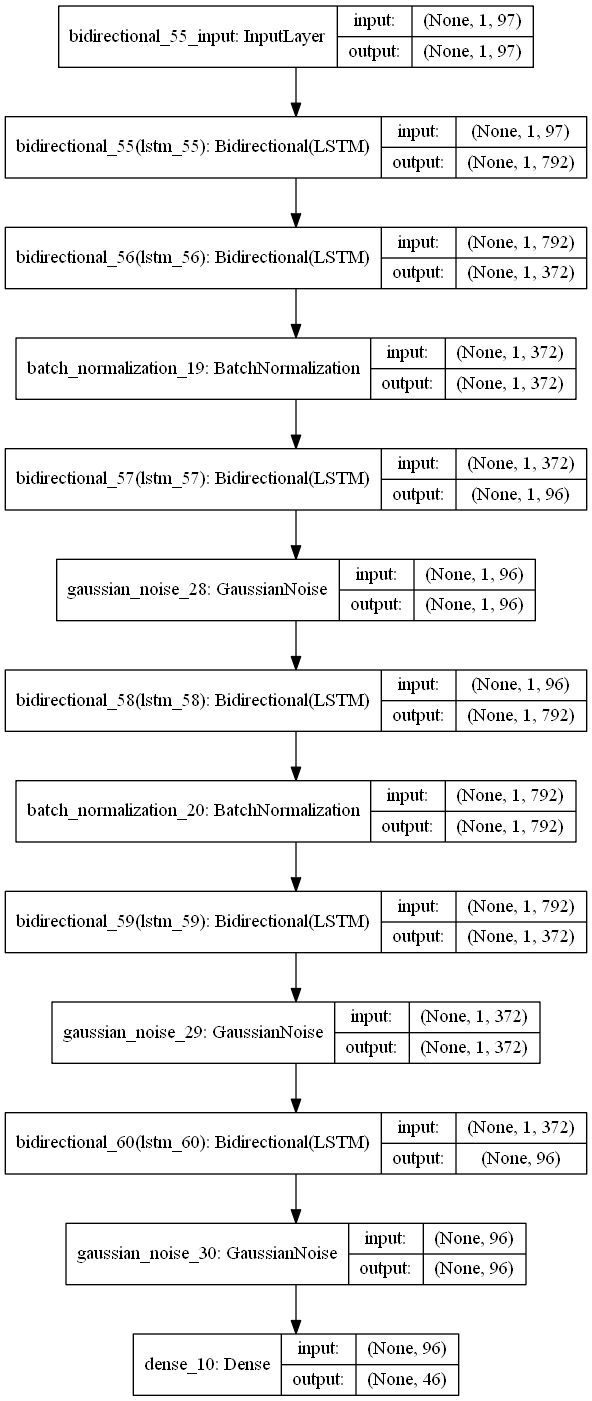 bidirectional_55_input: InputLayer
input: (None, 1, 97)
output: (None, 1, 97)
bidirectional_55(lstm_55): Bidirectional(LSTM)
input: (None, 1, 97)
output: (None, 1, 792)
bidirectional_56(lstm_56): Bidirectional(LSTM)
input: (None, 1, 792)
output: (None, 1, 372)
batch_normalization_19: BatchNormalization
input: (None, 1, 372)
output: (None, 1, 372)
bidirectional_57(lstm_57): Bidirectional(LSTM)
input: (None, 1, 372)
output: (None, 1, 96)
gaussian_noise_28: GaussianNoise
input: (None, 1, 96)
output: (None, 1, 96)
bidirectional_58(lstm_58): Bidirectional(LSTM)
input: (None, 1, 96)
output: (None, 1, 792)
batch_normalization_20: BatchNormalization
input: (None, 1, 792)
output: (None, 1, 792)
bidirectional_59(lstm_59): Bidirectional(LSTM)
input: (None, 1, 792)
output: (None, 1, 372)
gaussian_noise_29: GaussianNoise
input: (None, 1, 372)
output: (None, 1, 372)
bidirectional_60(lstm_60): Bidirectional(LSTM)
input: (None, 1, 372)
output: (None, 96)
gaussian_noise_30: GaussianNoise
input: (None, 96)
output: (None, 96)
dense_10: Dense
input: (None, 96)
output: (None, 46)